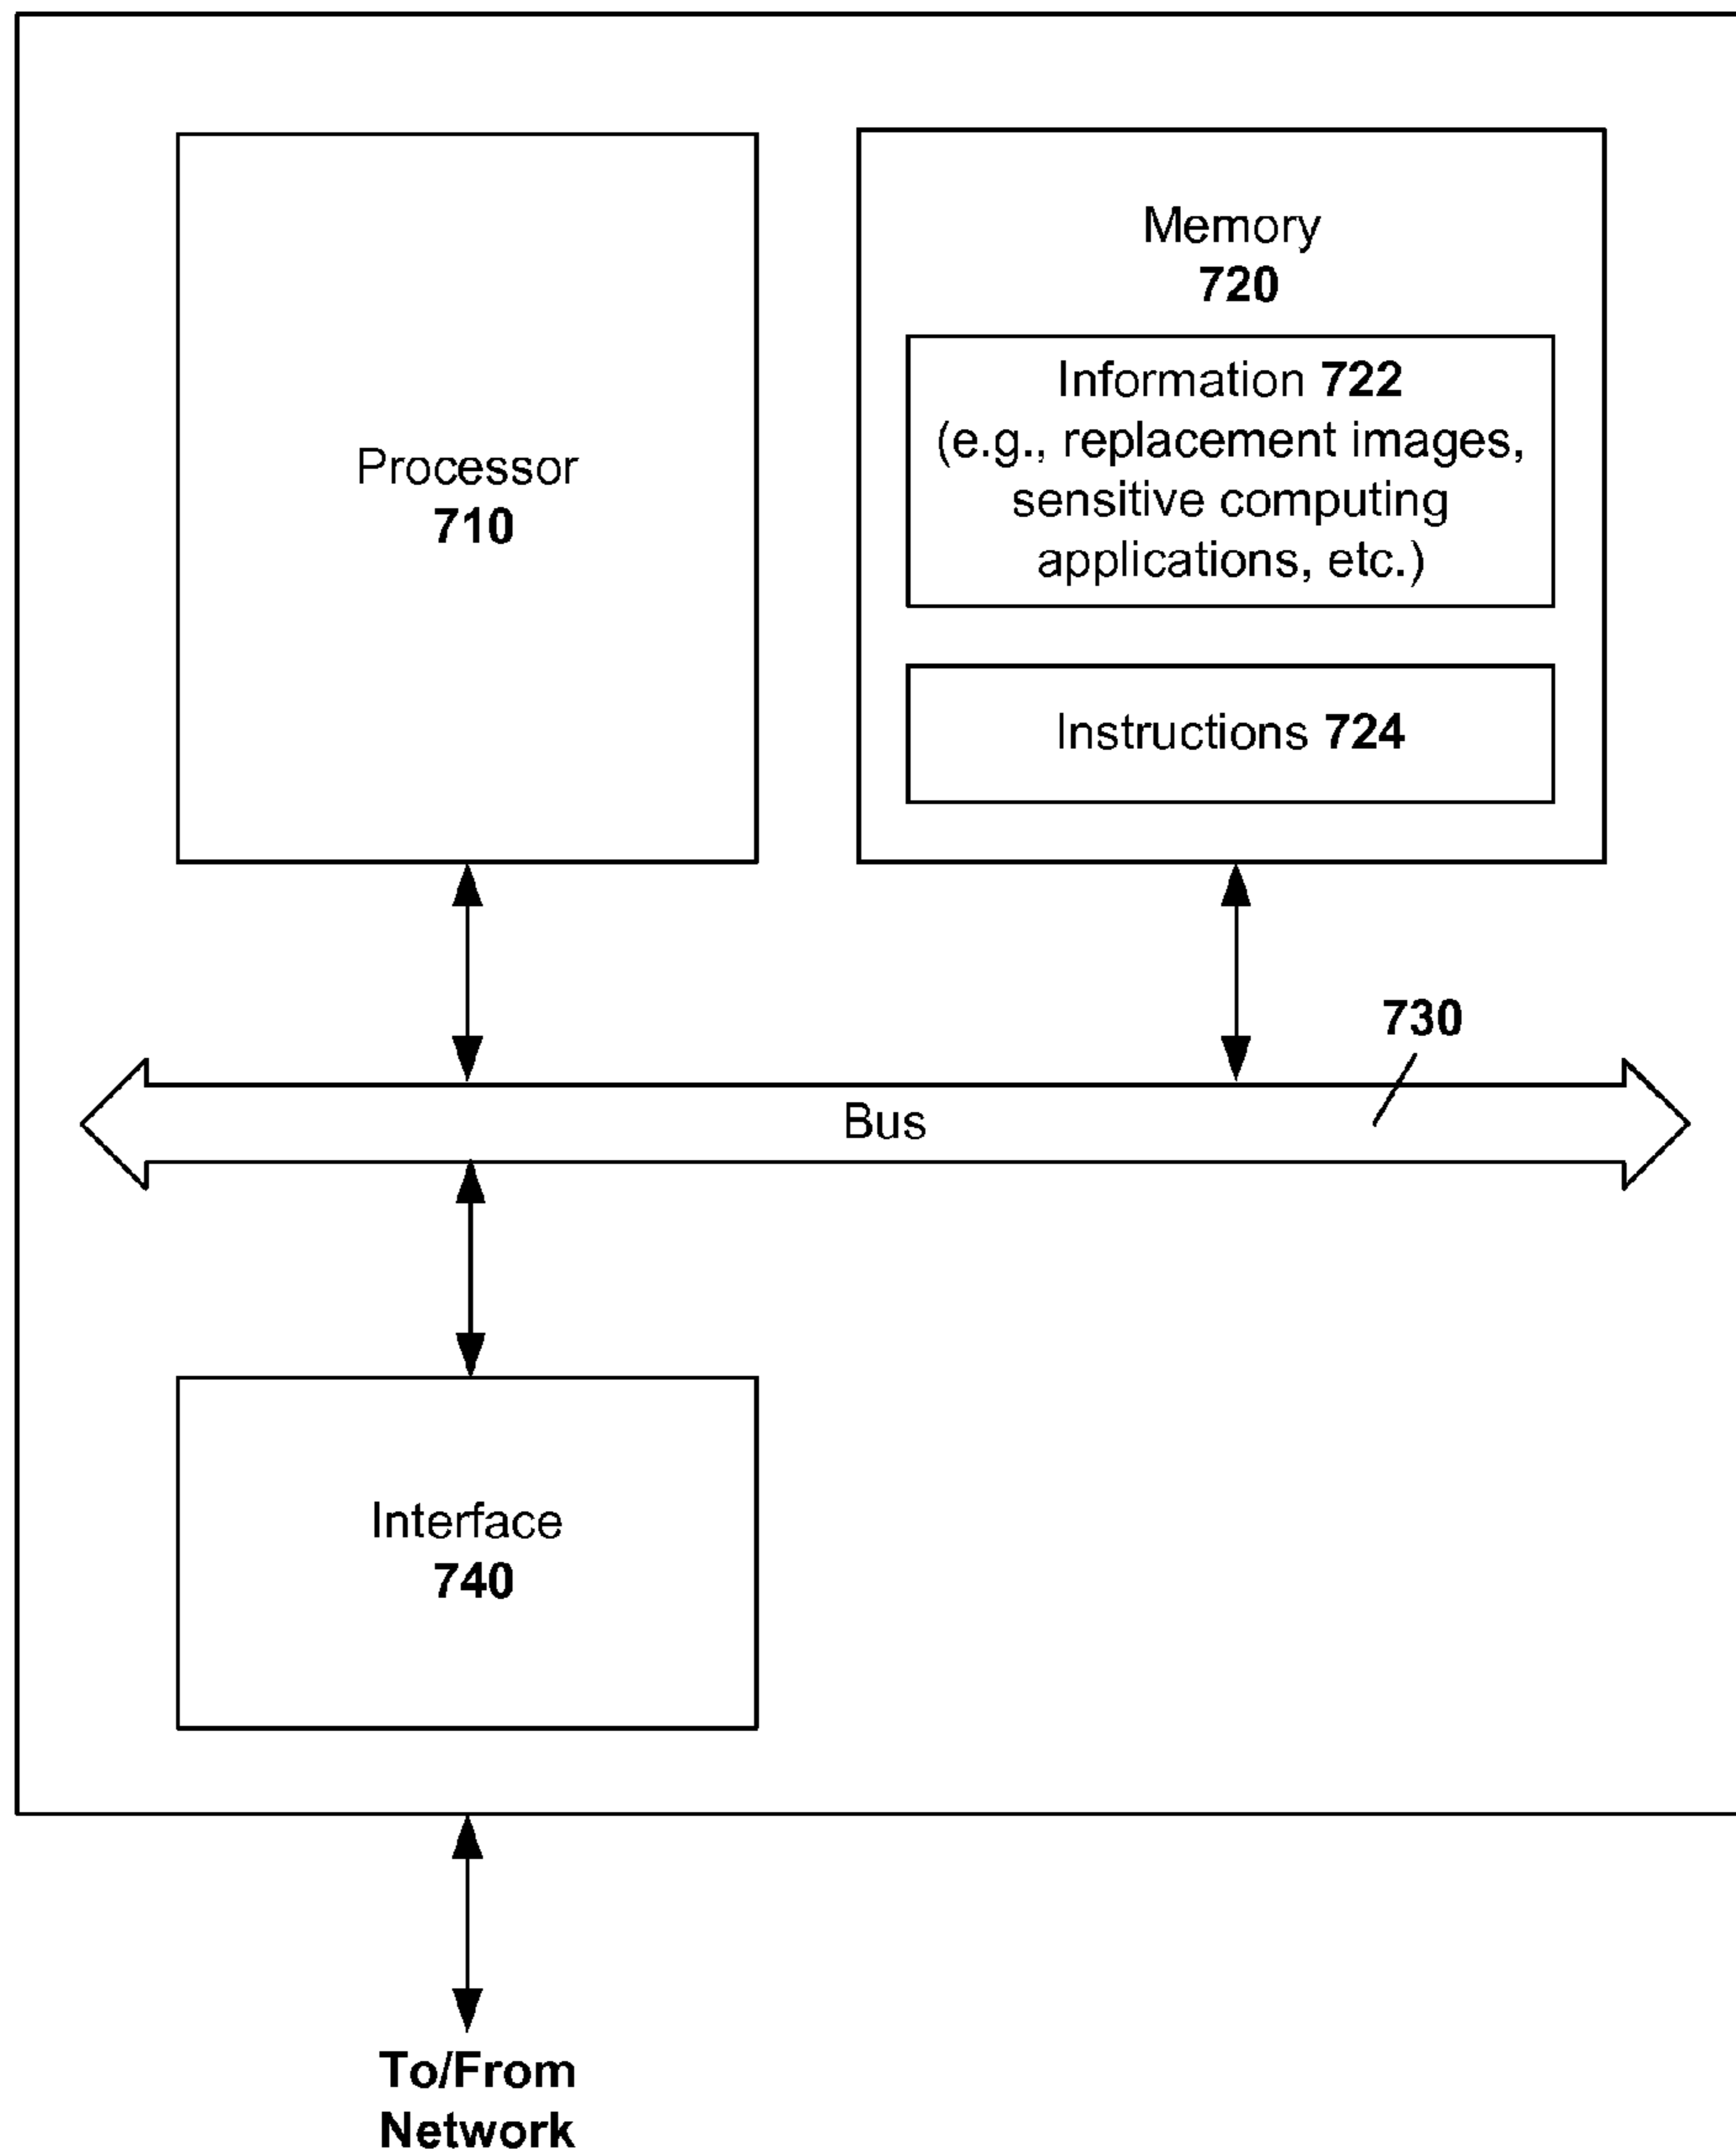 Processor
710
Memory
720
Information 722
(e.g., replacement images,
sensitive computing
applications, etc.)
Instructions 724
730
Bus
Interface
740
To/From
Network